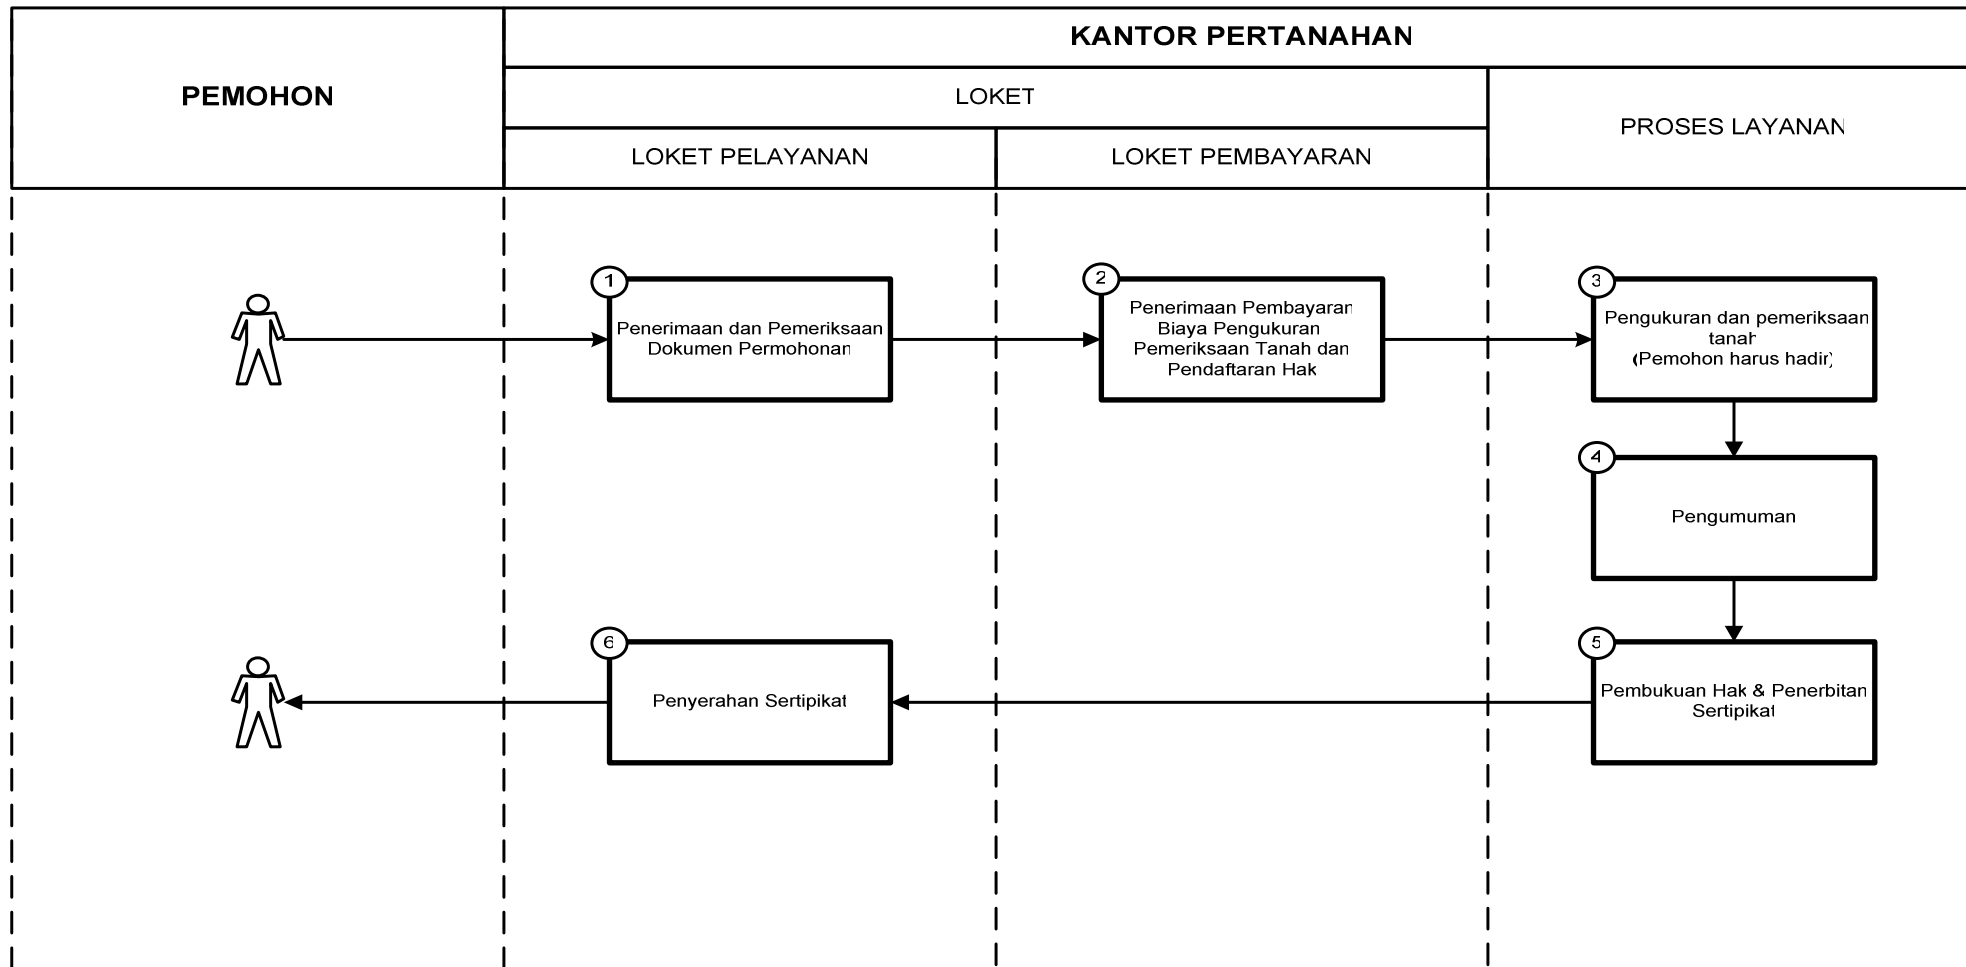 KANTOR PERTANAHAN
PEMOHON
LOKET
PROSES LAYANAN
LOKET PELAYANAN
LOKET PEMBAYARAN
1
Penerimaan dan Pemeriksaan
Dokumen Permohonan
2
Penerimaan Pembayaran
Biaya Pengukuran
Pemeriksaan Tanah dan
Pendaftaran Hak
3
Pengukuran dan pemeriksaan
tanah
(Pemohon harus hadir)
4
Pengumuman
5
Pembukuan Hak & Penerbitan
Sertipikat
6
Penyerahan Sertipikat